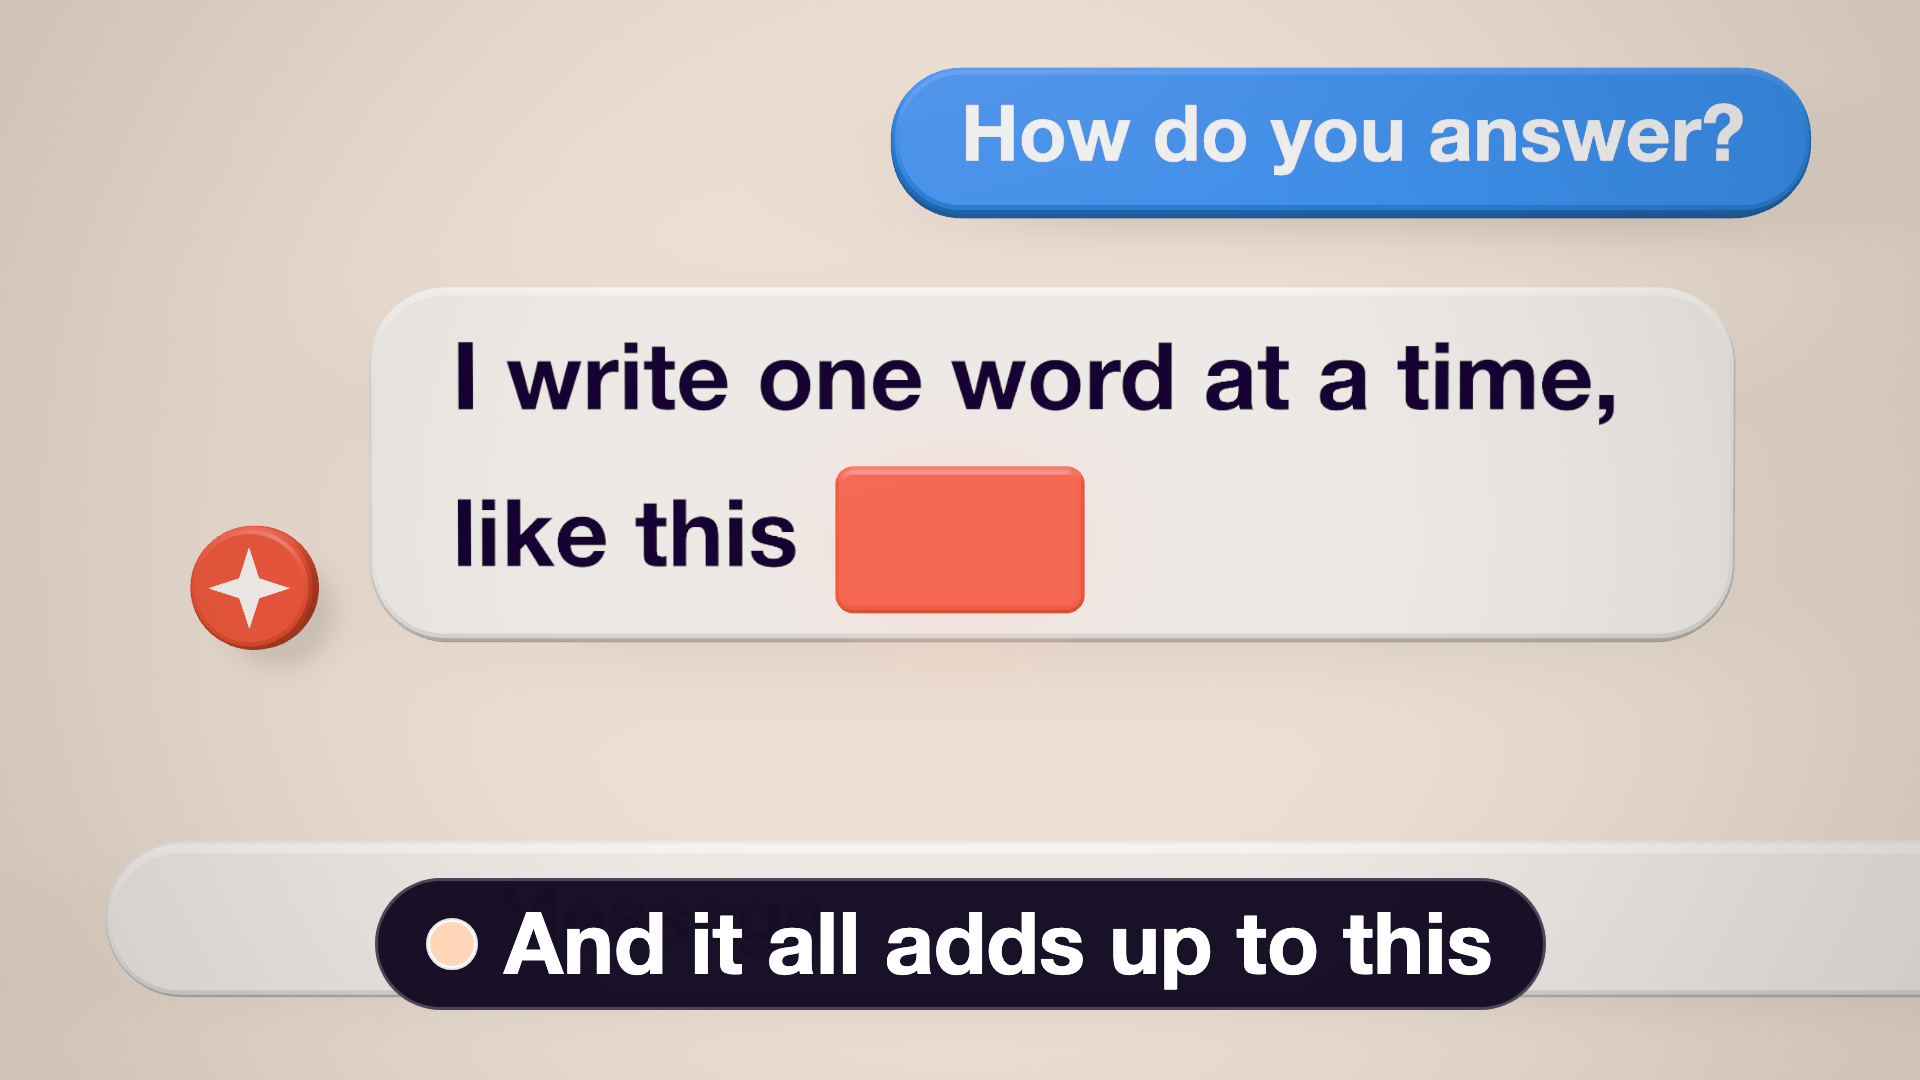 How do you answer?
I write one word at a time,
like this
And it all adds up to this